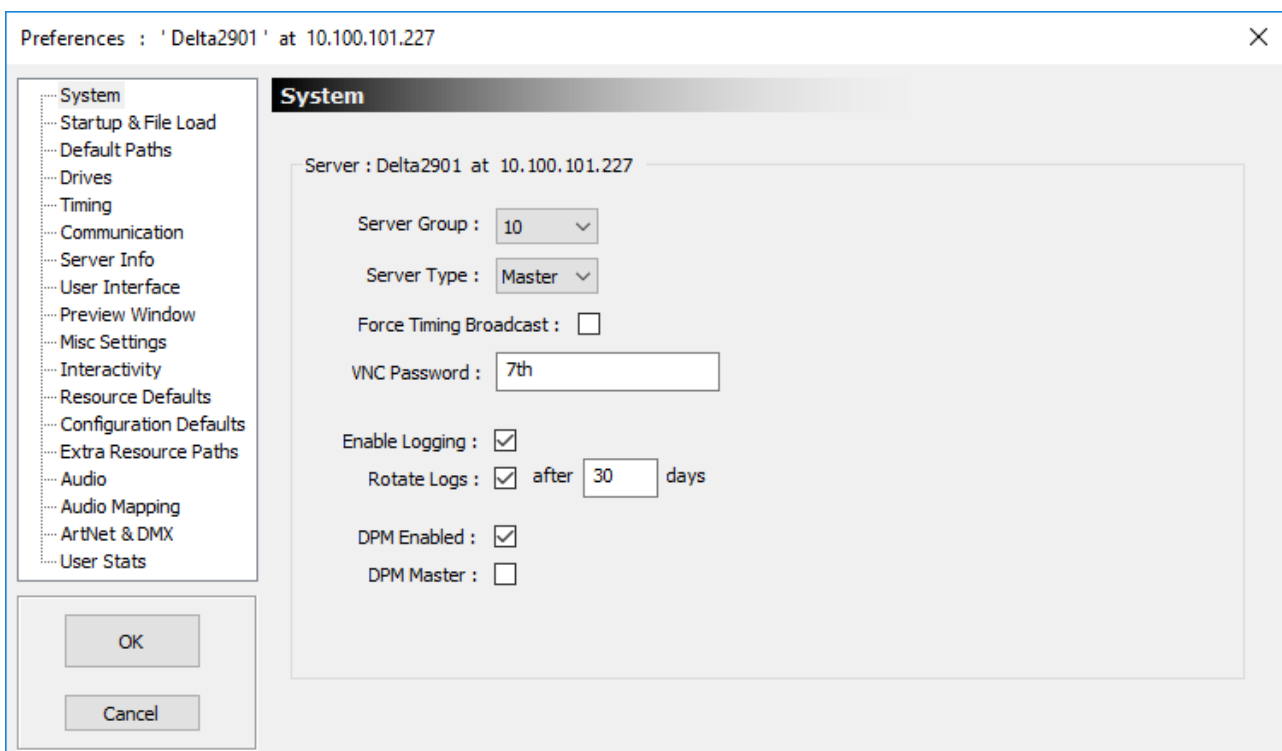 Preferences : 'Delta2901' at 10.100.101.227
System
Startup & File Load
Default Paths
Drives
Timing
Communication
Server Info
User Interface
Preview Window
Misc Settings
Interactivity
Resource Defaults
Configuration Defaults
Extra Resource Paths
Audio
Audio Mapping
ArtNet & DMX
User Stats
OK
Cancel
System
Server : Delta2901 at 10.100.101.227
Server Group : 10
Server Type : Master
Force Timing Broadcast :
VNC Password : 7th
Enable Logging :
Rotate Logs : after 30 days
DPM Enabled :
DPM Master :